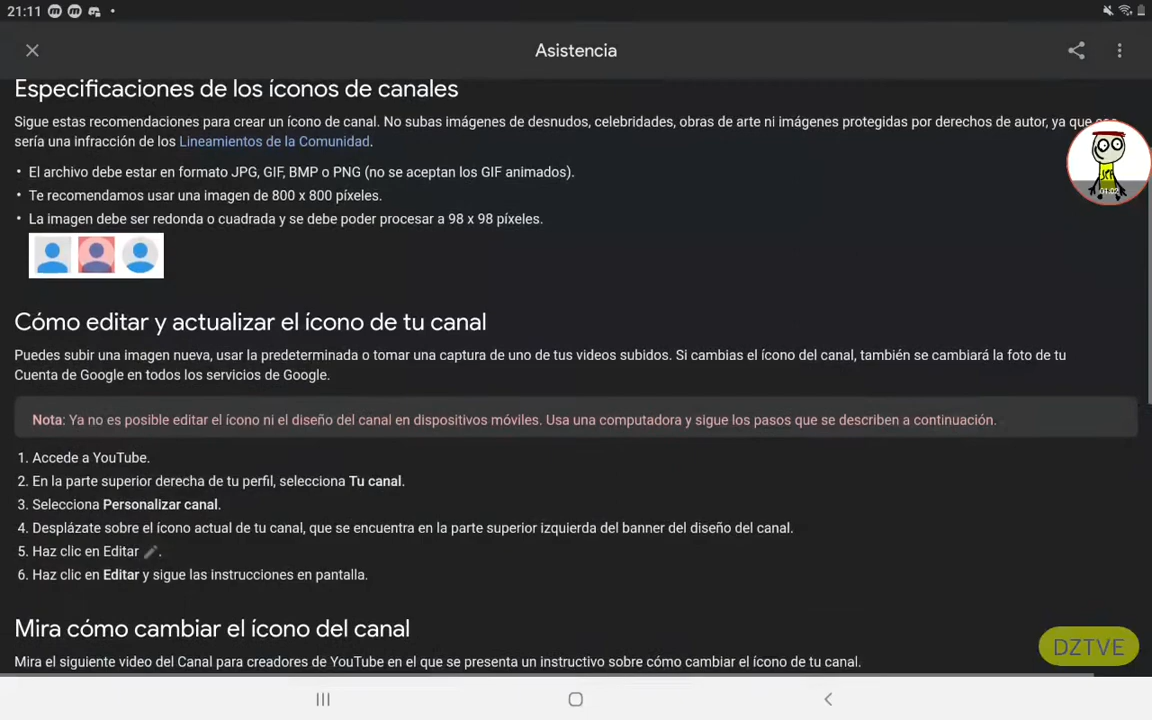 21:11
Asistencia
Especificaciones de los íconos de canales
Sigue estas recomendaciones para crear un ícono de canal. No subas imágenes de desnudos, celebridades, obras de arte ni imágenes protegidas por derechos de autor, ya que
sería una infracción de los Lineamientos de la Comunidad.
• El archivo debe estar en formato JPG, GIF, BMP o PNG (no se aceptan los GIF animados).
• Te recomendamos usar una imagen de 800 x 800 píxeles.
• La imagen debe ser redonda o cuadrada y se debe poder procesar a 98 x 98 píxeles.
01:02
Cómo editar y actualizar el ícono de tu canal
Puedes subir una imagen nueva, usar la predeterminada o tomar una captura de uno de tus videos subidos. Si cambias el ícono del canal, también se cambiará la foto de tu
Cuenta de Google en todos los servicios de Google.
Nota: Ya no es posible editar el ícono ni el diseño del canal en dispositivos móviles. Usa una computadora y sigue los pasos que se describen a continuación.
1. Accede a YouTube.
2. En la parte superior derecha de tu perfil, selecciona Tu canal.
3. Selecciona Personalizar canal.
4. Desplázate sobre el ícono actual de tu canal, que se encuentra en la parte superior izquierda del banner del diseño del canal.
5. Haz clic en Editar.
6. Haz clic en Editar y sigue las instrucciones en pantalla.
Mira cómo cambiar el ícono del canal
DZTVE
Mira el siguiente video del Canal para creadores de YouTube en el que se presenta un instructivo sobre cómo cambiar el ícono de tu canal.